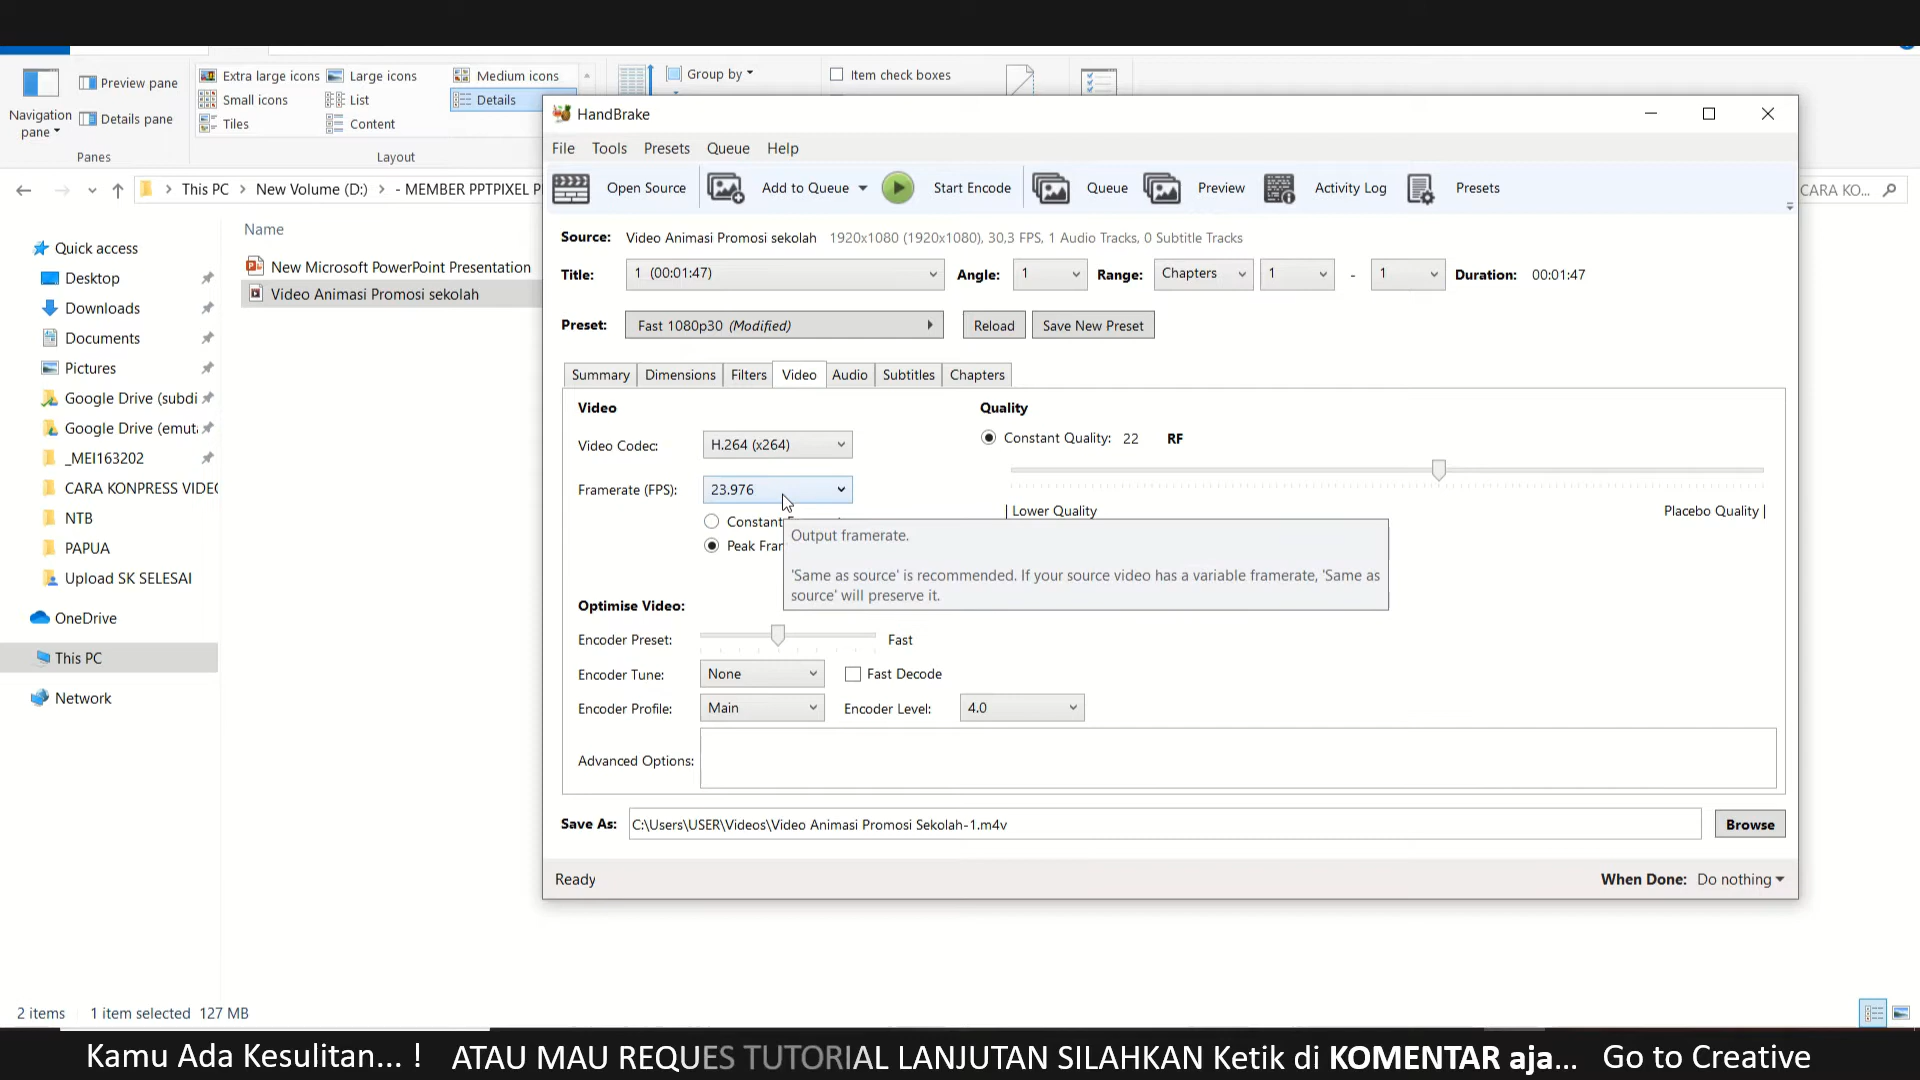 Preview pane
Extra large icons
Large icons
Medium icons
Group by
Item check boxes
Small icons
List
Details
Navigation
pane
Details pane
Tiles
Content
Panes
Layout
This PC
New Volume (D:)
- MEMBER PPTPIXEL P
CARA KO...
Name
Quick access
New Microsoft PowerPoint Presentation
Desktop
Video Animasi Promosi sekolah
Downloads
Documents
Pictures
Google Drive (subdi
Google Drive (emut
_MEI163202
CARA KONPRESS VIDEO
NTB
PAPUA
Upload SK SELESAI
OneDrive
This PC
Network
2 items
1 item selected 127 MB
HandBrake
File Tools Presets Queue Help
Open Source
Add to Queue
Start Encode
Queue
Preview
Activity Log
Presets
Source: Video Animasi Promosi sekolah 1920x1080 (1920x1080), 30,3 FPS, 1 Audio Tracks, 0 Subtitle Tracks
Title: 1 (00:01:47) Angle: 1 Range: Chapters 1 - 1 Duration: 00:01:47
Preset: Fast 1080p30 (Modified) Reload Save New Preset
Summary Dimensions Filters Video Audio Subtitles Chapters
Video
Quality
Video Codec: H.264 (x264)
Constant Quality: 22 RF
Framerate (FPS): 23.976
| Lower Quality
Placebo Quality |
Constant
Peak Fra
Output framerate.
'Same as source' is recommended. If your source video has a variable framerate, 'Same as
source' will preserve it.
Optimise Video:
Encoder Preset: Fast
Encoder Tune: None Fast Decode
Encoder Profile: Main Encoder Level: 4.0
Advanced Options:
Save As: C:\Users\USER\Videos\Video Animasi Promosi Sekolah-1.m4v Browse
Ready
When Done: Do nothing
Kamu Ada Kesulitan... ! ATAU MAU REQUES TUTORIAL LANJUTAN SILAHKAN Ketik di KOMENTAR aja... Go to Creative